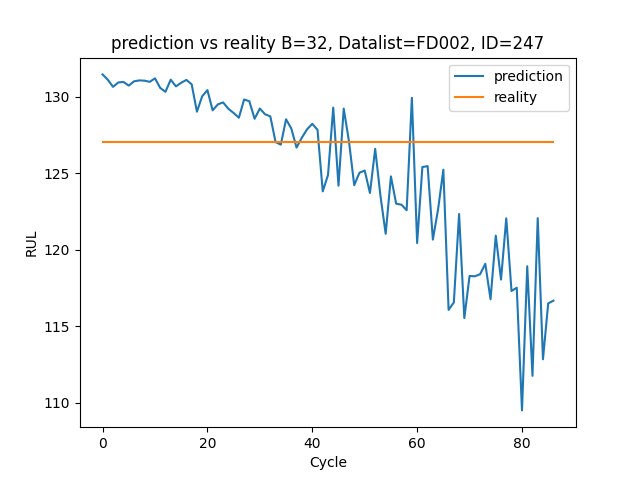 prediction vs reality B=32, Datalist=FD002, ID=247
prediction
reality
RUL
130
125
120
115
110
0 20 40 60 80
Cycle